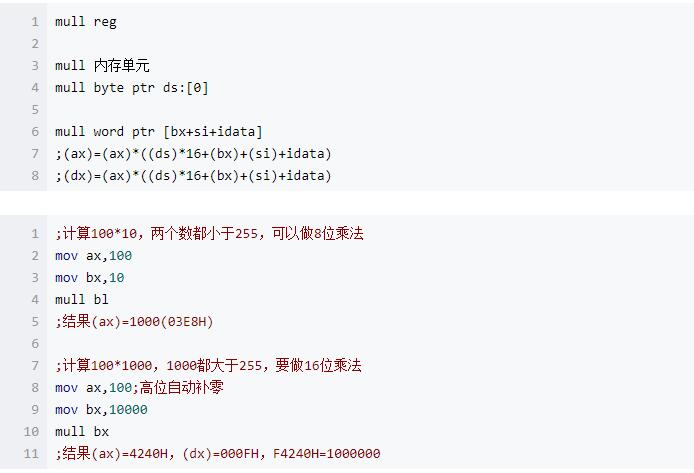 1 mull reg
2
3 mull 内存单元
4 mull byte ptr ds:[0]
5
6 mull word ptr [bx+si+idata]
7 ;(ax)=(ax)*((ds)*16+(bx)+(si)+idata)
8 ;(dx)=(ax)*((ds)*16+(bx)+(si)+idata)
1 ;计算100*10，两个数都小于255，可以做8位乘法
2 mov ax,100
3 mov bx,10
4 mull bl
5 ;结果(ax)=1000(03E8H)
6
7 ;计算100*1000，1000都大于255，要做16位乘法
8 mov ax,100;高位自动补零
9 mov bx,10000
10 mull bx
11 ;结果(ax)=4240H，(dx)=000FH，F4240H=1000000